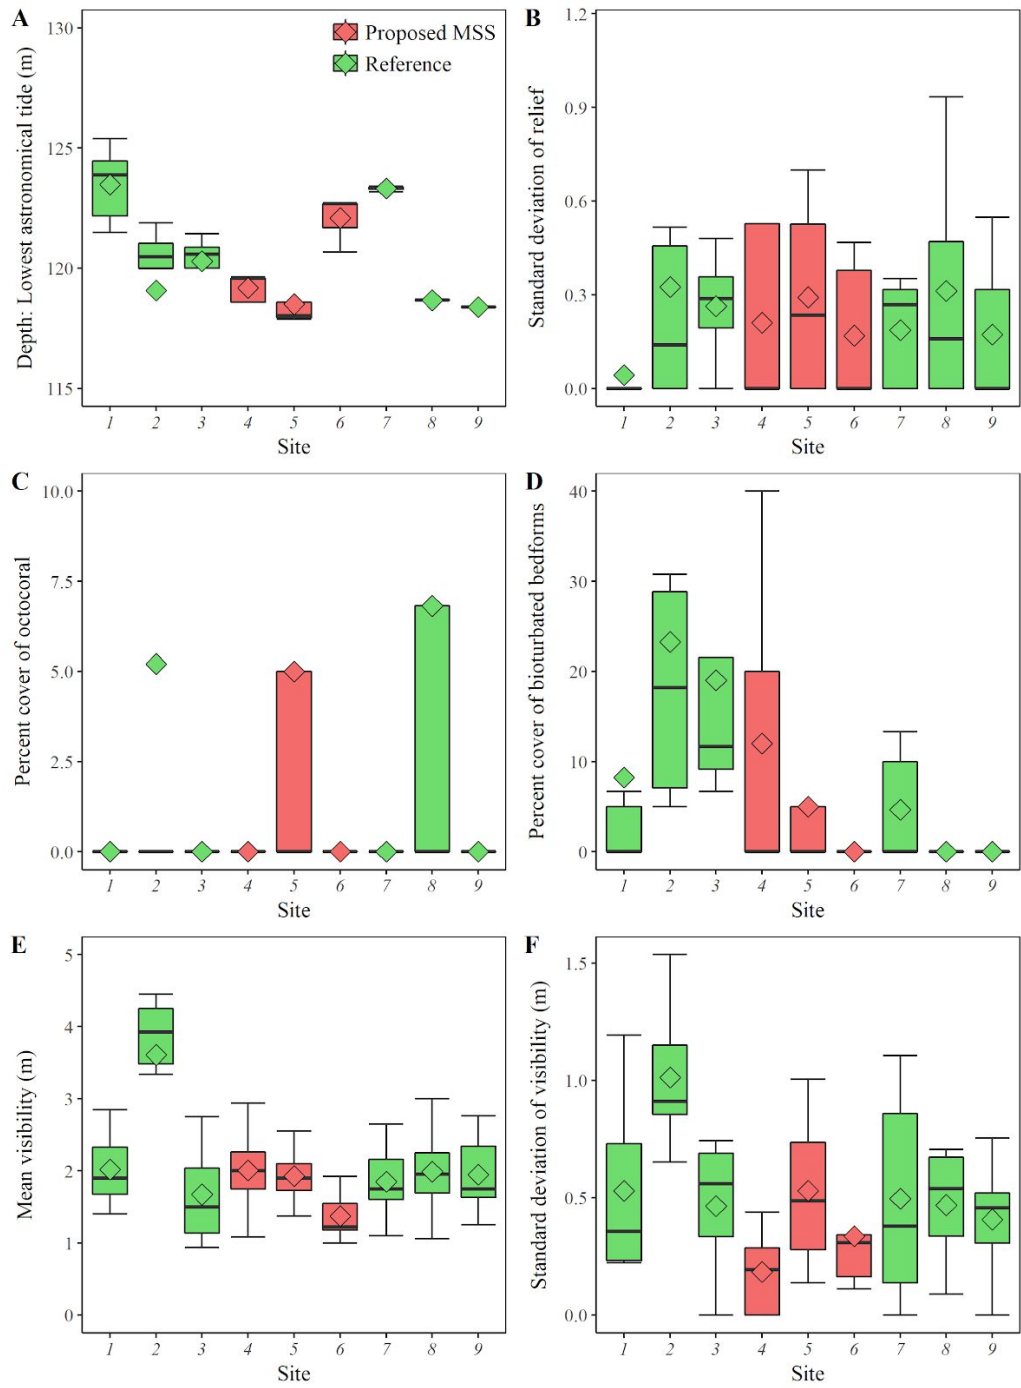 A
Depth: Lowest astronomical tide (m)
130
125
120
115
Proposed MSS
Reference
1 2 3 4 5 6 7 8 9
Site
B
Standard deviation of relief
1.2
0.9
0.6
0.3
0.0
1 2 3 4 5 6 7 8 9
Site
C
Percent cover of octocoral
10.0
7.5
5.0
2.5
0.0
1 2 3 4 5 6 7 8 9
Site
D
Percent cover of bioturbated bedforms
40
30
20
10
0
1 2 3 4 5 6 7 8 9
Site
E
Mean visibility (m)
5
4
3
2
1
0
1 2 3 4 5 6 7 8 9
Site
F
Standard deviation of visibility (m)
1.5
1.0
0.5
0.0
1 2 3 4 5 6 7 8 9
Site